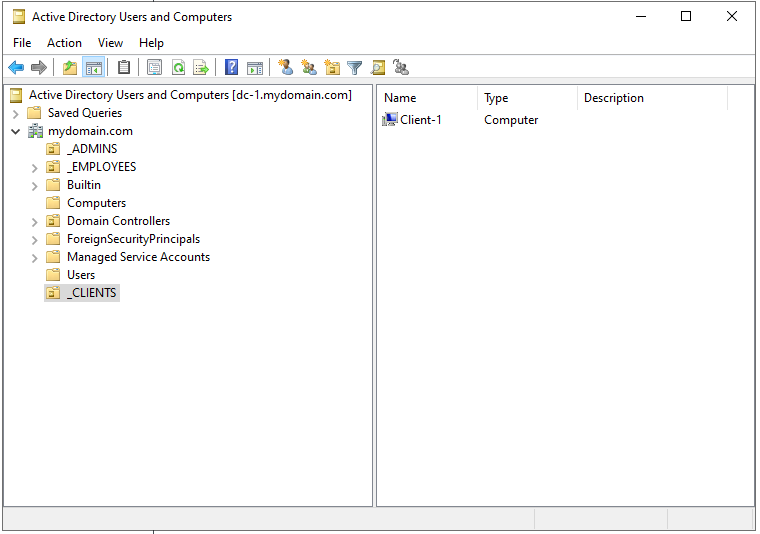 Active Directory Users and Computers
File Action View Help
Active Directory Users and Computers [dc-1.mydomain.com]
Saved Queries
mydomain.com
_ADMINS
_EMPLOYEES
Builtin
Computers
Domain Controllers
ForeignSecurityPrincipals
Managed Service Accounts
Users
_CLIENTS
Name Type Description
Client-1 Computer